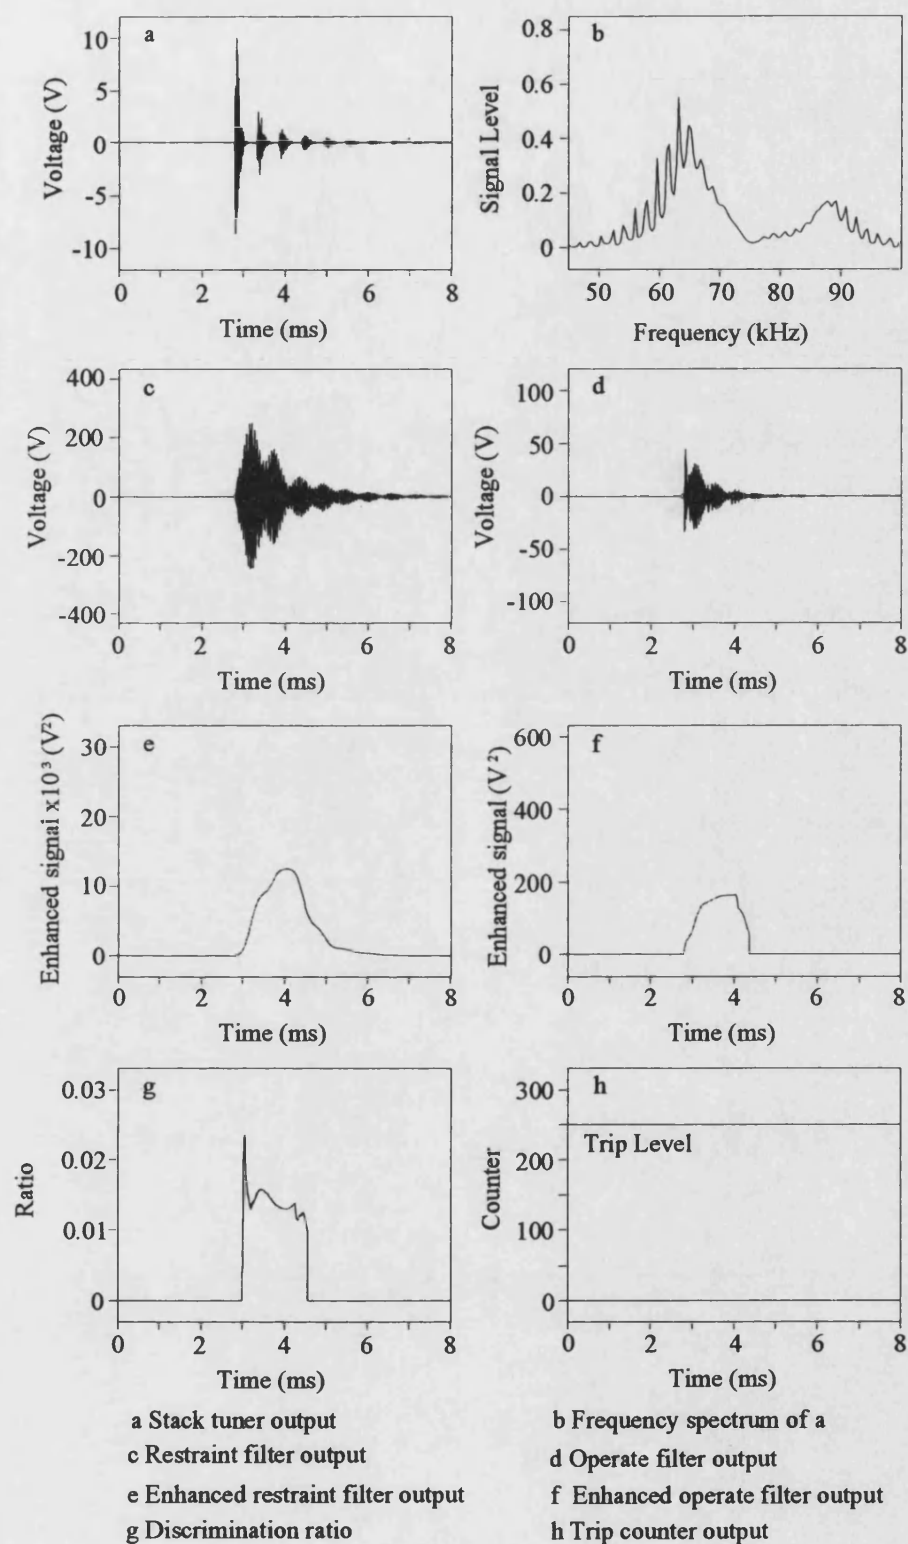 a
10
5
0
-5
-10
Voltage (V)
0 2 4 6 8
Time (ms)
b
0.8
0.6
0.4
0.2
0
Signal Level
50 60 70 80 90
Frequency (kHz)
c
400
200
0
-200
-400
Voltage (V)
0 2 4 6 8
Time (ms)
d
100
50
0
-50
-100
Voltage (V)
0 2 4 6 8
Time (ms)
e
30
20
10
0
Enhanced signal x10³ (V²)
0 2 4 6 8
Time (ms)
f
600
400
200
0
Enhanced signal (V²)
0 2 4 6 8
Time (ms)
g
0.03
0.02
0.01
0
Ratio
0 2 4 6 8
Time (ms)
h
300
200
100
0
Trip Level
Counter
0 2 4 6 8
Time (ms)
a Stack tuner output
b Frequency spectrum of a
c Restraint filter output
d Operate filter output
e Enhanced restraint filter output
f Enhanced operate filter output
g Discrimination ratio
h Trip counter output